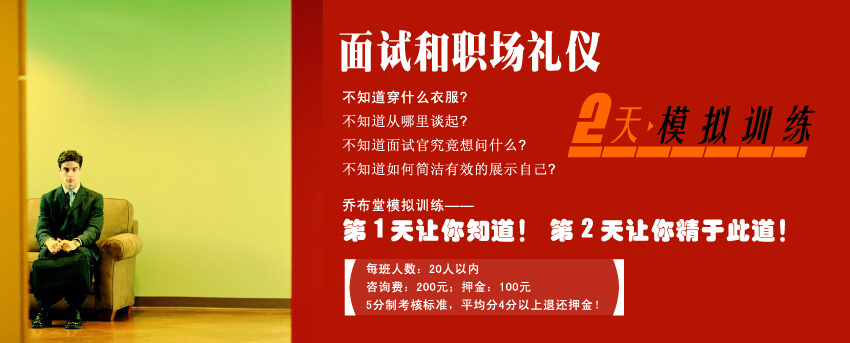 面试和职场礼仪
不知道穿什么衣服?
不知道从哪里谈起?
不知道面试官究竟想问什么?
不知道如何简洁有效的展示自己?
2天模拟训练
乔布堂模拟训练——
第1天让你知道! 第2天让你精于此道!
每班人数：20人以内
咨询费：200元；押金：100元
5分制考核标准，平均分4分以上退还押金!